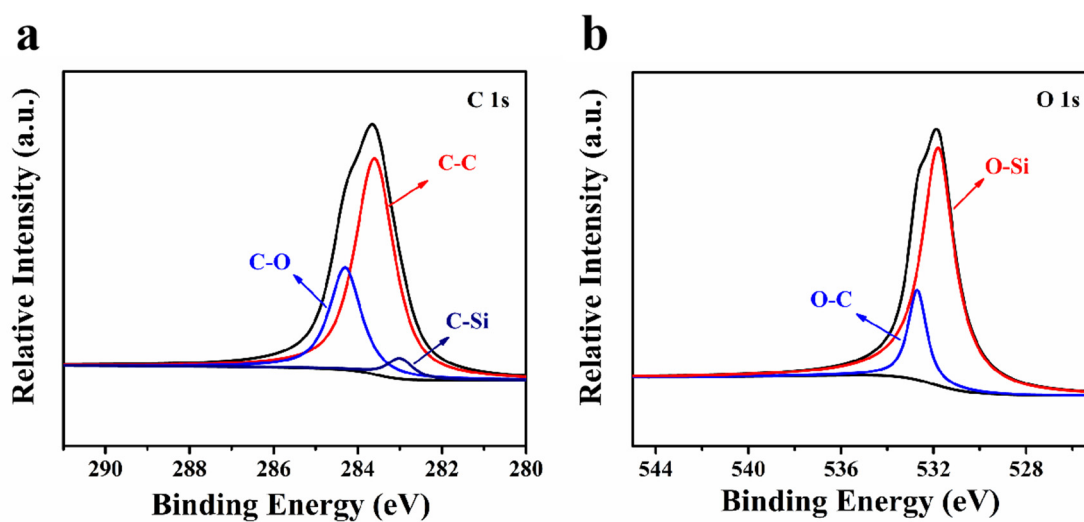 a
C 1s
C-C
C-O
C-Si
Relative Intensity (a.u.)
290 288 286 284 282 280
Binding Energy (eV)
b
O 1s
O-Si
O-C
Relative Intensity (a.u.)
544 540 536 532 528
Binding Energy (eV)